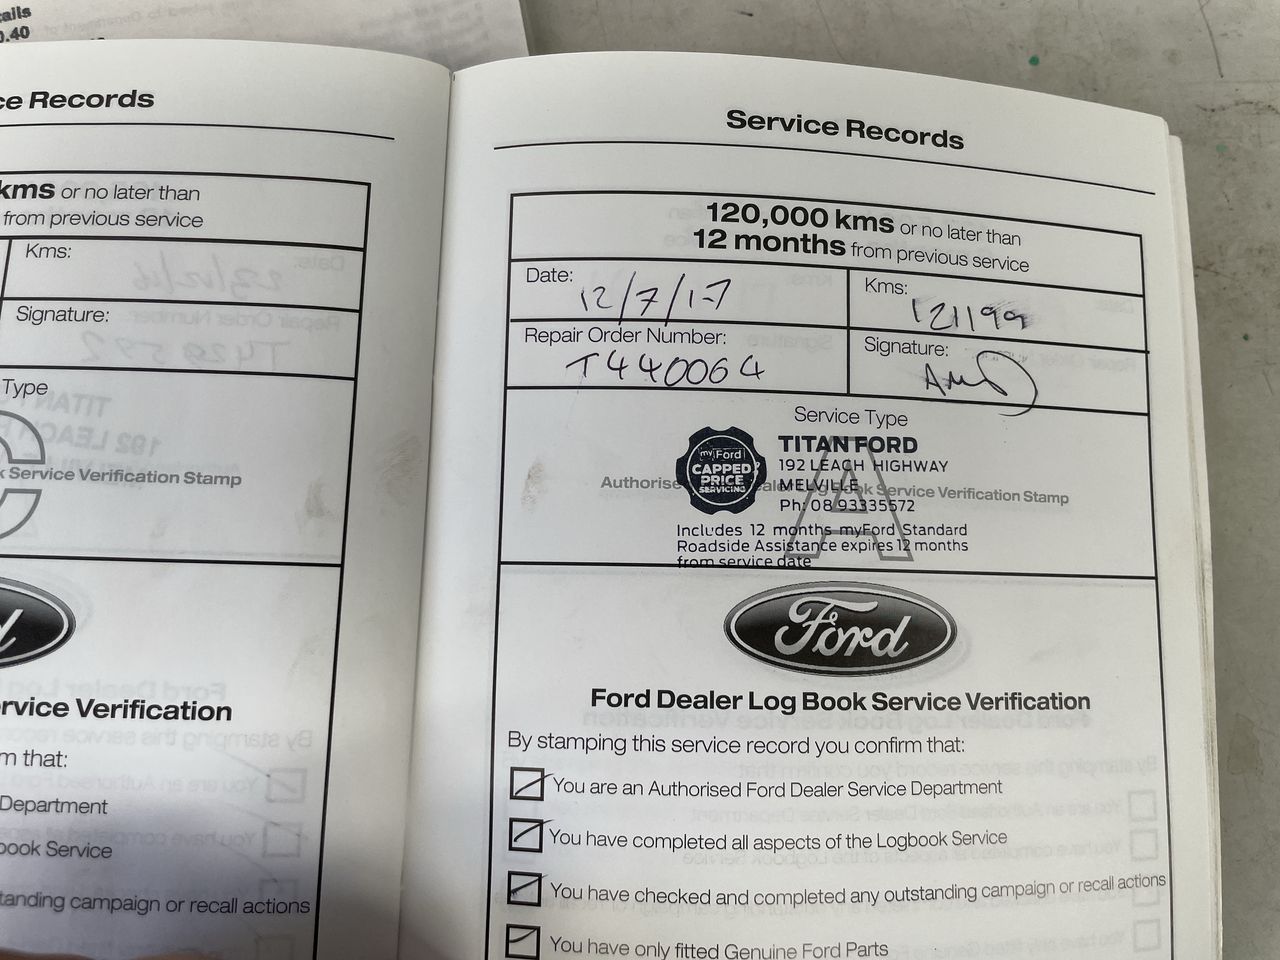 ails
0.40
ce Records
kms or no later than
from previous service
Kms:
Signature:
Type
k Service Verification Stamp
rvice Verification
m that:
Department
book Service
tanding campaign or recall actions
Service Records
120,000 kms or no later than
12 months from previous service
Date: 12/7/17
Kms: 121199
Repair Order Number: T440064
Signature:
Service Type
A
myFord
CAPPED
PRICE
SERVICING
TITAN FORD
192 LEACH HIGHWAY
Authorise ealer Log Book Service Verification Stamp
MELVILLE
Ph: 08 93335572
Includes 12 months myFord Standard
Roadside Assistance expires 12 months
from service date
Ford
Ford Dealer Log Book Service Verification
By stamping this service record you confirm that:
You are an Authorised Ford Dealer Service Department
You have completed all aspects of the Logbook Service
You have checked and completed any outstanding campaign or recall actions
You have only fitted Genuine Ford Parts